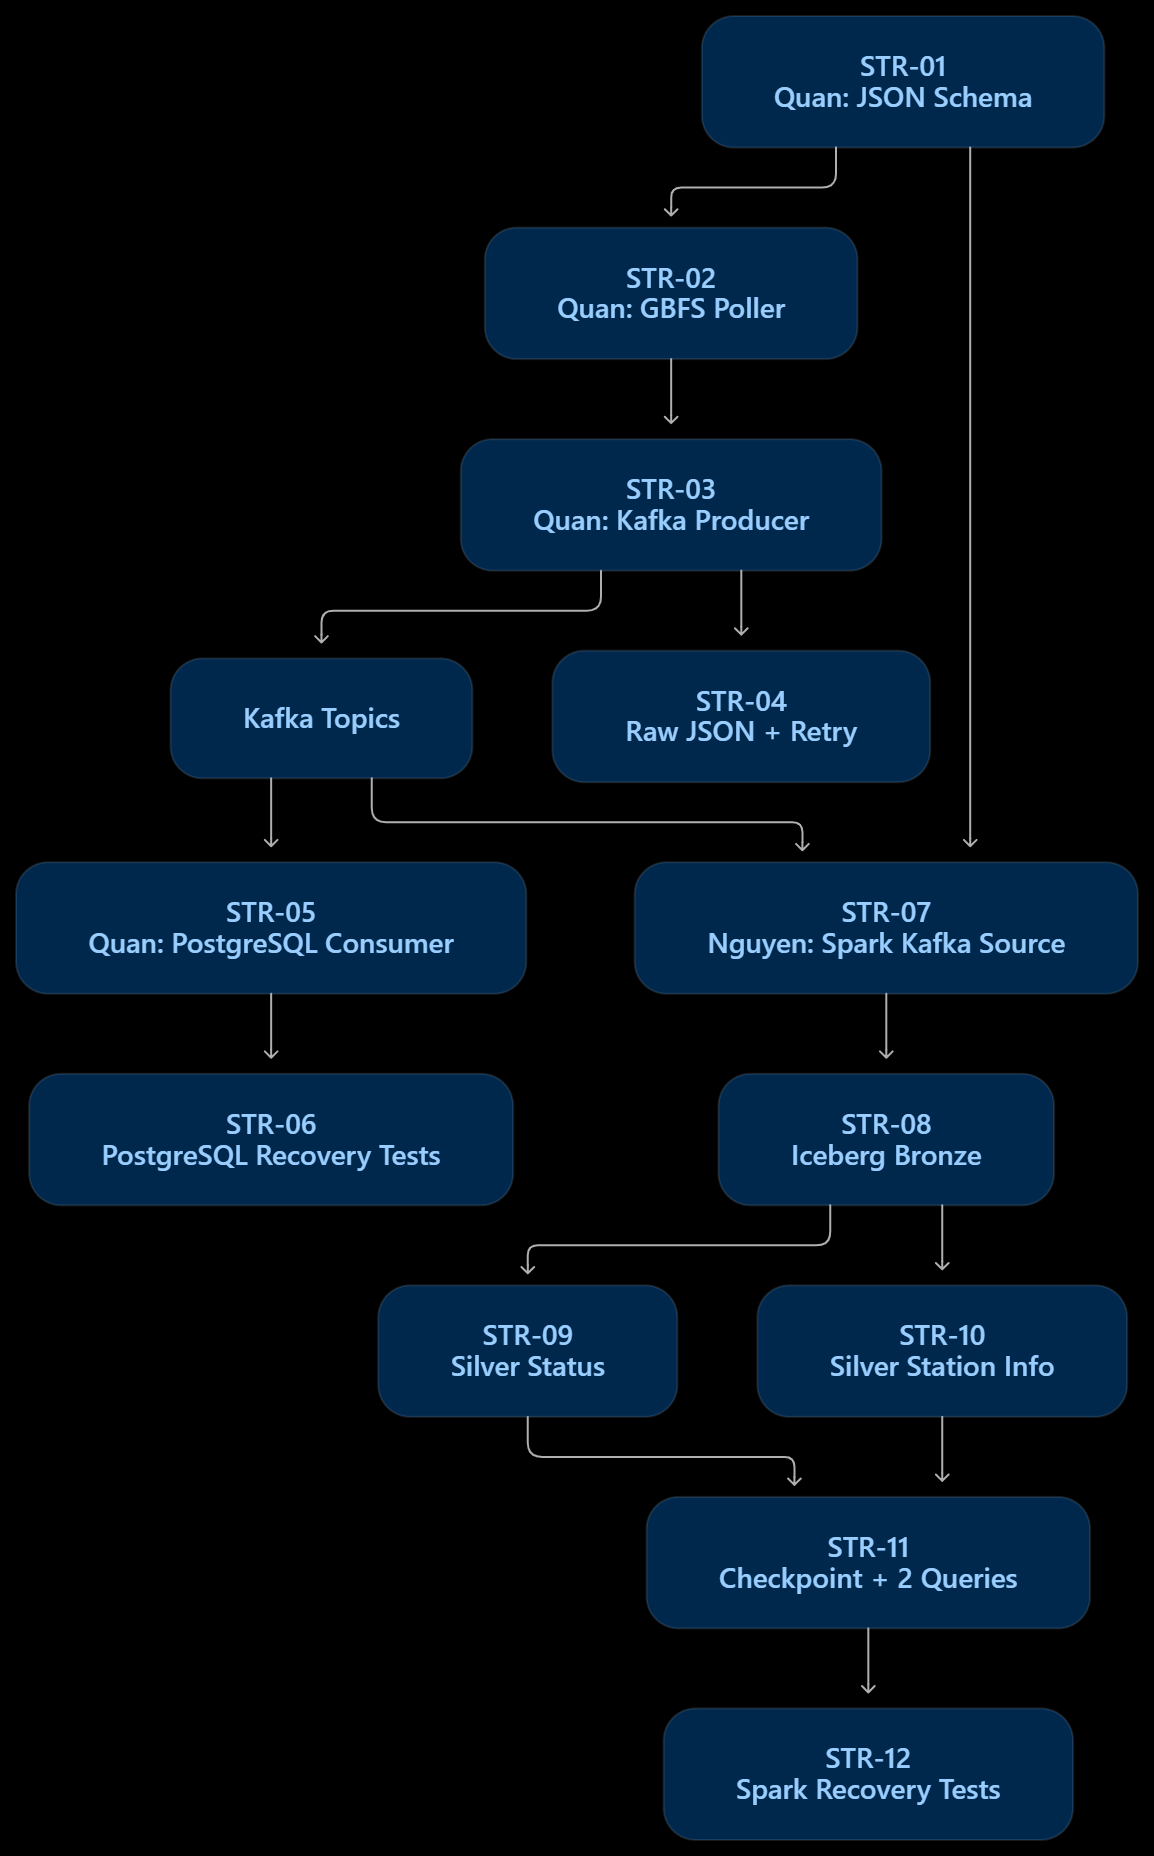 STR-01
Quan: JSON Schema
STR-02
Quan: GBFS Poller
STR-03
Quan: Kafka Producer
Kafka Topics
STR-04
Raw JSON + Retry
STR-05
Quan: PostgreSQL Consumer
STR-07
Nguyen: Spark Kafka Source
STR-06
PostgreSQL Recovery Tests
STR-08
Iceberg Bronze
STR-09
Silver Status
STR-10
Silver Station Info
STR-11
Checkpoint + 2 Queries
STR-12
Spark Recovery Tests